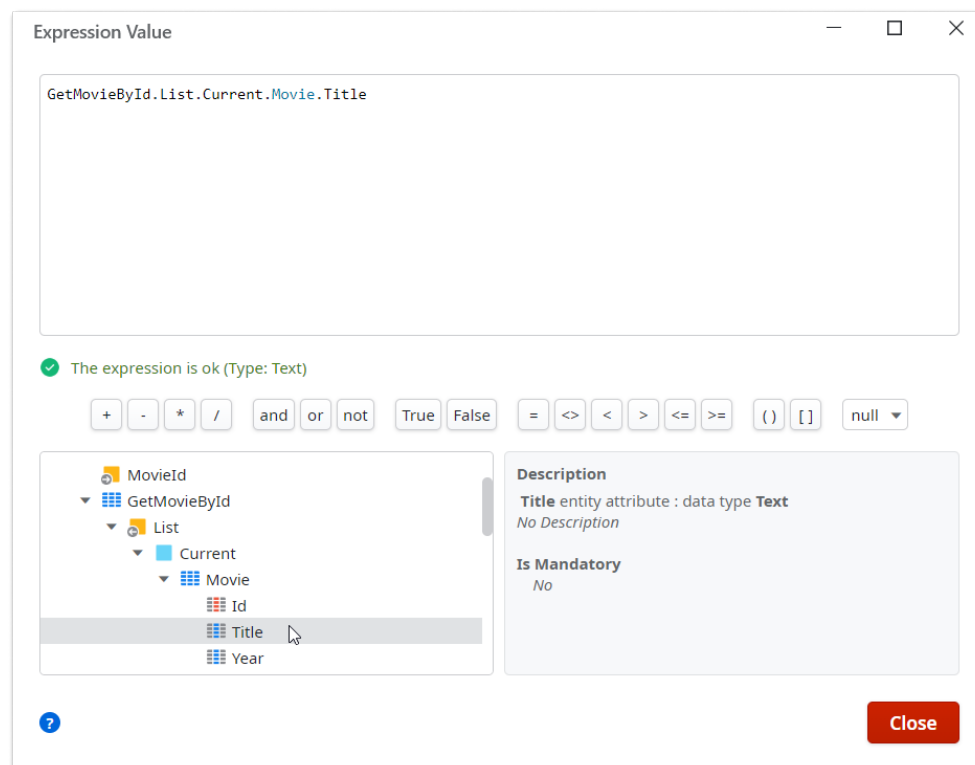 Expression Value
GetMovieById.List.Current.Movie.Title
The expression is ok (Type: Text)
+ - * / and or not True False = <> < > <= >= ( ) [ ] null
MovieId
GetMovieById
List
Current
Movie
Id
Title
Year
Description
Title entity attribute : data type Text
No Description
Is Mandatory
No
?
Close